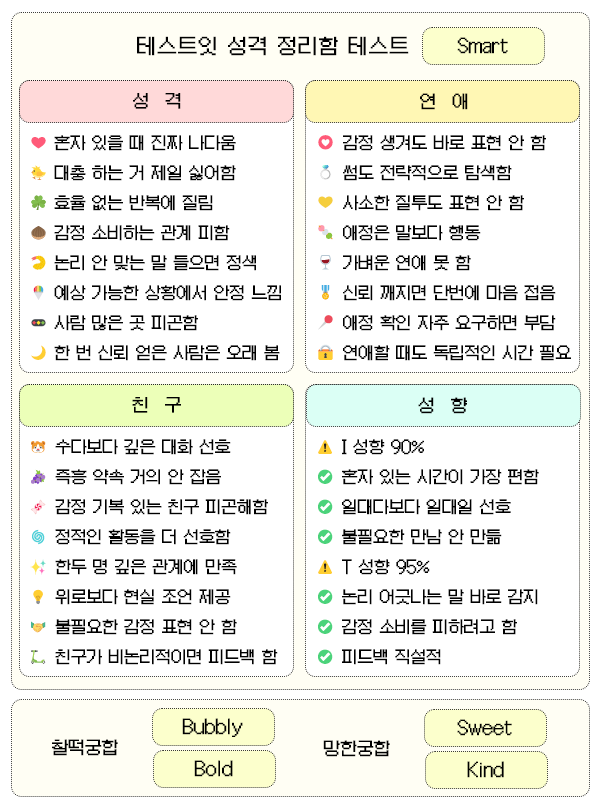 테스트잇 성격 정리함 테스트 Smart
성 격
혼자 있을 때 진짜 나다움
대충 하는 거 제일 싫어함
효율 없는 반복에 질림
감정 소비하는 관계 피함
논리 안 맞는 말 들으면 정색
예상 가능한 상황에서 안정 느낌
사람 많은 곳 피곤함
한 번 신뢰 얻은 사람은 오래 봄
연 애
감정 생겨도 바로 표현 안 함
썸도 전략적으로 탐색함
사소한 질투도 표현 안 함
애정은 말보다 행동
가벼운 연애 못 함
신뢰 깨지면 단번에 마음 접음
애정 확인 자주 요구하면 부담
연애할 때도 독립적인 시간 필요
친 구
수다보다 깊은 대화 선호
즉흥 약속 거의 안 잡음
감정 기복 있는 친구 피곤해함
정적인 활동을 더 선호함
한두 명 깊은 관계에 만족
위로보다 현실 조언 제공
불필요한 감정 표현 안 함
친구가 비논리적이면 피드백 함
성 향
I 성향 90%
혼자 있는 시간이 가장 편함
일대다보다 일대일 선호
불필요한 만남 안 만듦
T 성향 95%
논리 어긋나는 말 바로 감지
감정 소비를 피하려고 함
피드백 직설적
찰떡궁합
Bubbly
Bold
망한궁합
Sweet
Kind